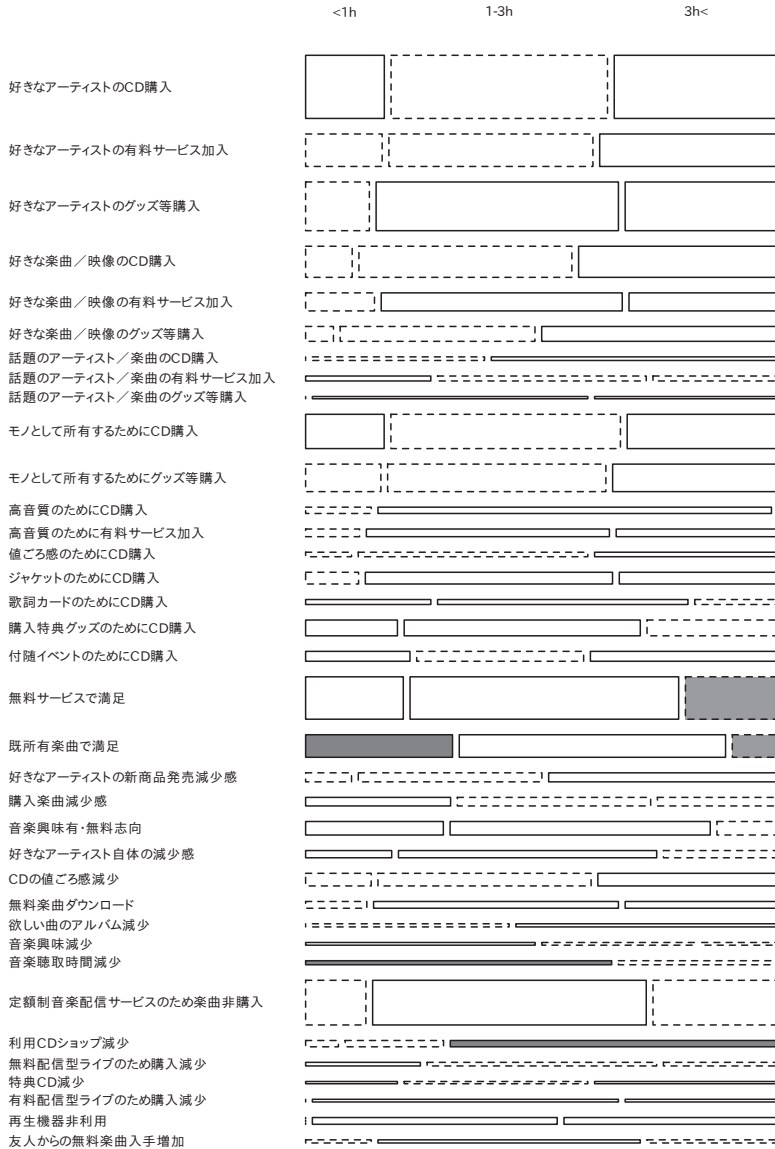 <1h 1-3h 3h<
好きなアーティストのCD購入
好きなアーティストの有料サービス加入
好きなアーティストのグッズ等購入
好きな楽曲／映像のCD購入
好きな楽曲／映像の有料サービス加入
好きな楽曲／映像のグッズ等購入
話題のアーティスト／楽曲のCD購入
話題のアーティスト／楽曲の有料サービス加入
話題のアーティスト／楽曲のグッズ等購入
モノとして所有するためにCD購入
モノとして所有するためにグッズ等購入
高音質のためにCD購入
高音質のために有料サービス加入
値ごろ感のためにCD購入
ジャケットのためにCD購入
歌詞カードのためにCD購入
購入特典グッズのためにCD購入
付随イベントのためにCD購入
無料サービスで満足
既所有楽曲で満足
好きなアーティストの新商品発売減少感
購入楽曲減少感
音楽興味有・無料志向
好きなアーティスト自体の減少感
CDの値ごろ感減少
無料楽曲ダウンロード
欲しい曲のアルバム減少
音楽興味減少
音楽聴取時間減少
定額制音楽配信サービスのため楽曲非購入
利用CDショップ減少
無料配信型ライブのため購入減少
特典CD減少
有料配信型ライブのため購入減少
再生機器非利用
友人からの無料楽曲入手増加